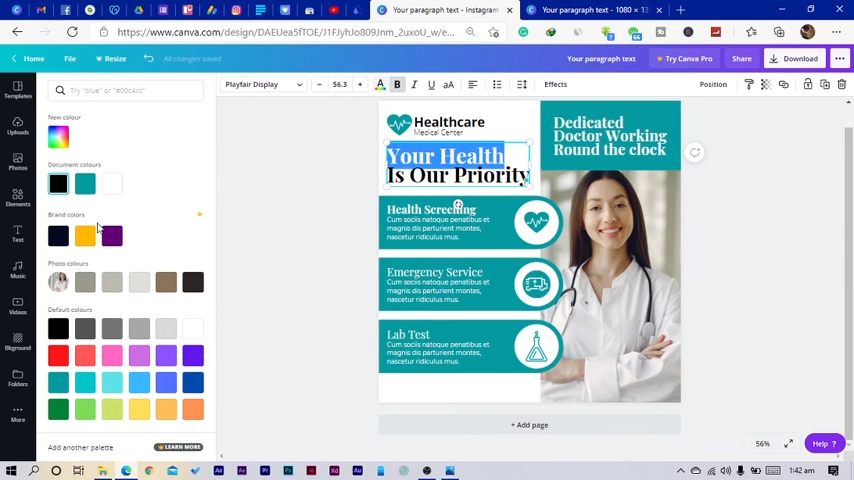 Your paragraph text - Instagram
Your paragraph text - 1080 × 13
https://www.canva.com/design/DAEUea5fTOE/J1FJyhJo809Jnm_2uxoU_w/e...
Home
File
Resize
All changes saved
Your paragraph text
Try Canva Pro
Share
Download
Playfair Display
56.3
A
B
I
U
aA
Effects
Position
Templates
Uploads
Photos
Elements
Text
Music
Videos
Bkground
Folders
More
Try "blue" or "#00c4cc"
New colour
Document colours
Brand colors
Photo colours
Default colours
Add another palette
LEARN MORE
Healthcare
Medical Center
Your Health
Is Our Priority
Dedicated
Doctor Working
Round the clock
Health Screening
Cum sociis natoque penatibus et
magnis dis parturient montes,
nascetur ridiculus mus.
Emergency Service
Cum sociis natoque penatibus et
magnis dis parturient montes,
nascetur ridiculus mus.
Lab Test
Cum sociis natoque penatibus et
magnis dis parturient montes,
nascetur ridiculus mus.
+ Add page
56%
Help ?
1:42 am